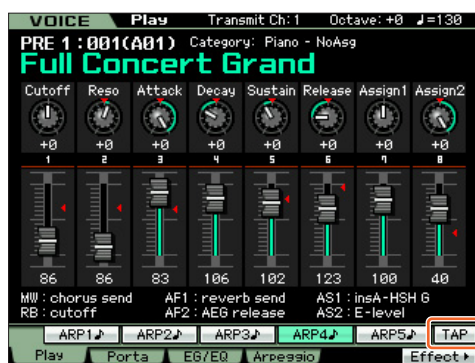 VOICE Play Transmit Ch:1 Octave:+0 ♩=130
PRE 1:001(A01) Category: Piano - NoAsg
Full Concert Grand
Cutoff Reso Attack Decay Sustain Release Assign1 Assign2
+0 +0 +0 +0 +0 +0 +0 +0
1 2 3 4 5 6 7 8
86 86 83 106 102 123 100 40
MW : chorus send AF1 : reverb send AS1 : insA-HSH G
RB : cutoff AF2 : AEG release AS2 : E-level
ARP1♪ ARP2♪ ARP3♪ ARP4♪ ARP5♪ TAP
Play Porta EG/EQ Arpeggio Effect▸